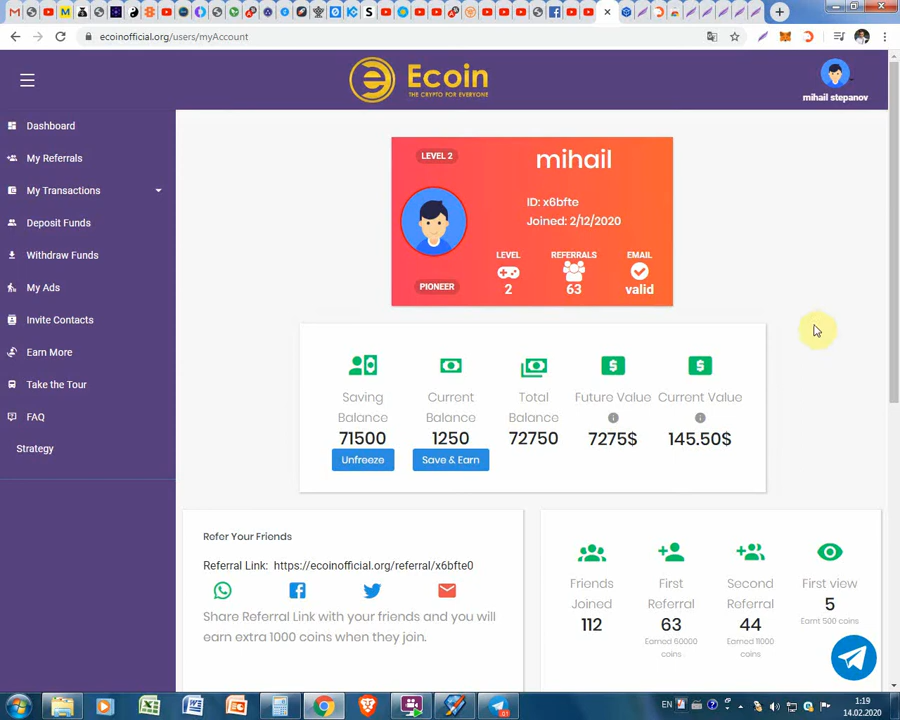 ecoinofficial.org/users/myAccount
Ecoin
THE CRYPTO FOR EVERYONE
mihail stepanov
Dashboard
My Referrals
My Transactions
Deposit Funds
Withdraw Funds
My Ads
Invite Contacts
Earn More
Take the Tour
FAQ
Strategy
LEVEL 2
mihail
ID: x6bfte
Joined: 2/12/2020
LEVEL REFERRALS EMAIL
2 63 valid
PIONEER
Saving Balance
71500
Unfreeze
Current Balance
1250
Save & Earn
Total Balance
72750
Future Value
7275$
Current Value
145.50$
Refer Your Friends
Referral Link: https://ecoinofficial.org/referral/x6bfte0
Share Referral Link with your friends and you will
earn extra 1000 coins when they join.
Friends
Joined
112
First
Referral
63
Earned 60000
coins
Second
Referral
44
Earned 11000
coins
First view
5
Earnt 500 coins
EN
1:19
14.02.2020